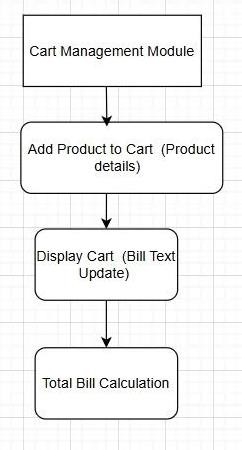 Cart Management Module
Add Product to Cart  (Product
details)
Display Cart  (Bill Text
Update)
Total Bill Calculation